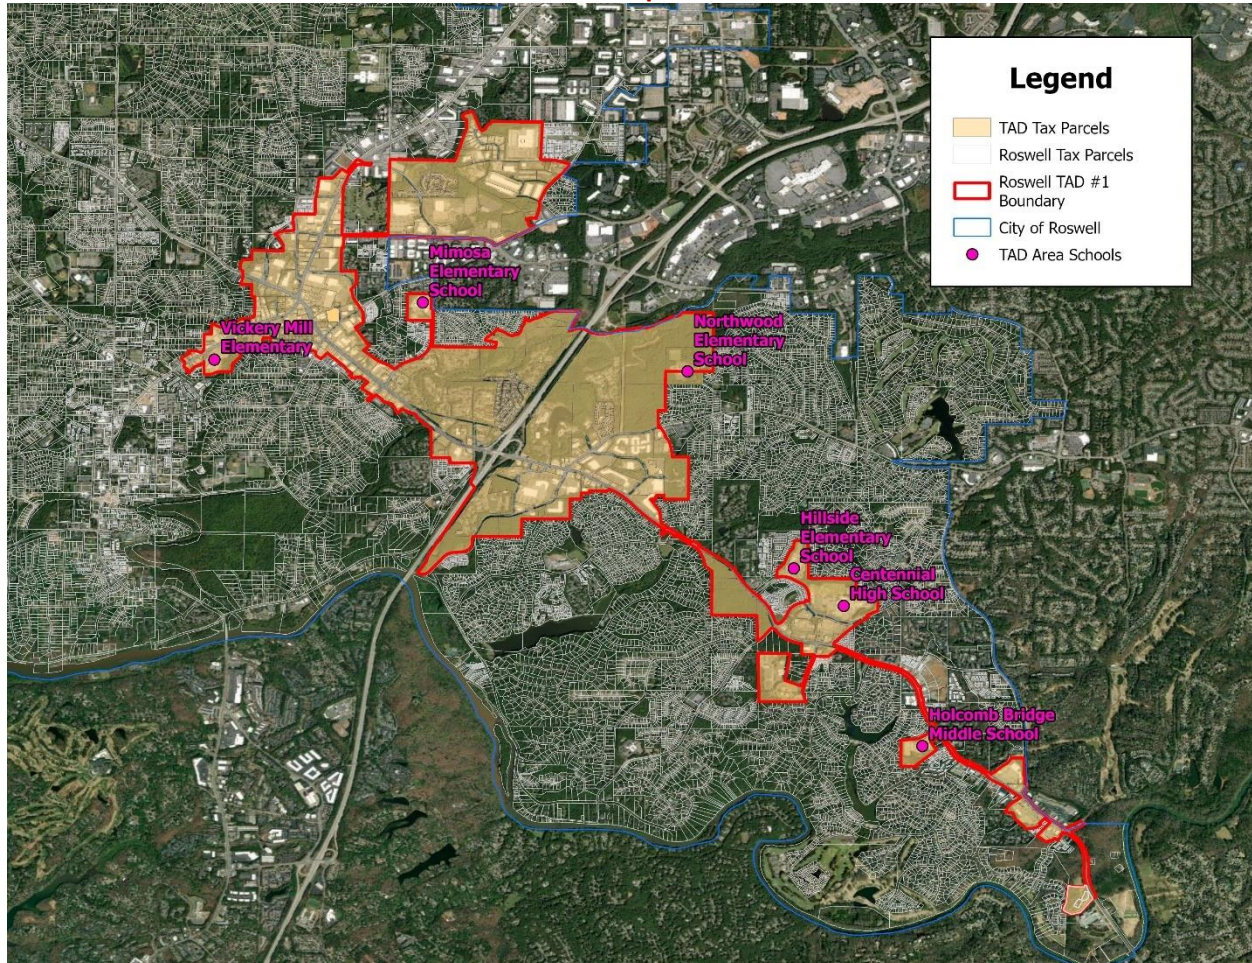 Legend
TAD Tax Parcels
Roswell Tax Parcels
Roswell TAD #1
Boundary
City of Roswell
TAD Area Schools
Mimosa
Elementary
School
Vickery Mill
Elementary
Northwood
Elementary
School
Hillside
Elementary
School
Centennial
High School
Holcomb Bridge
Middle School